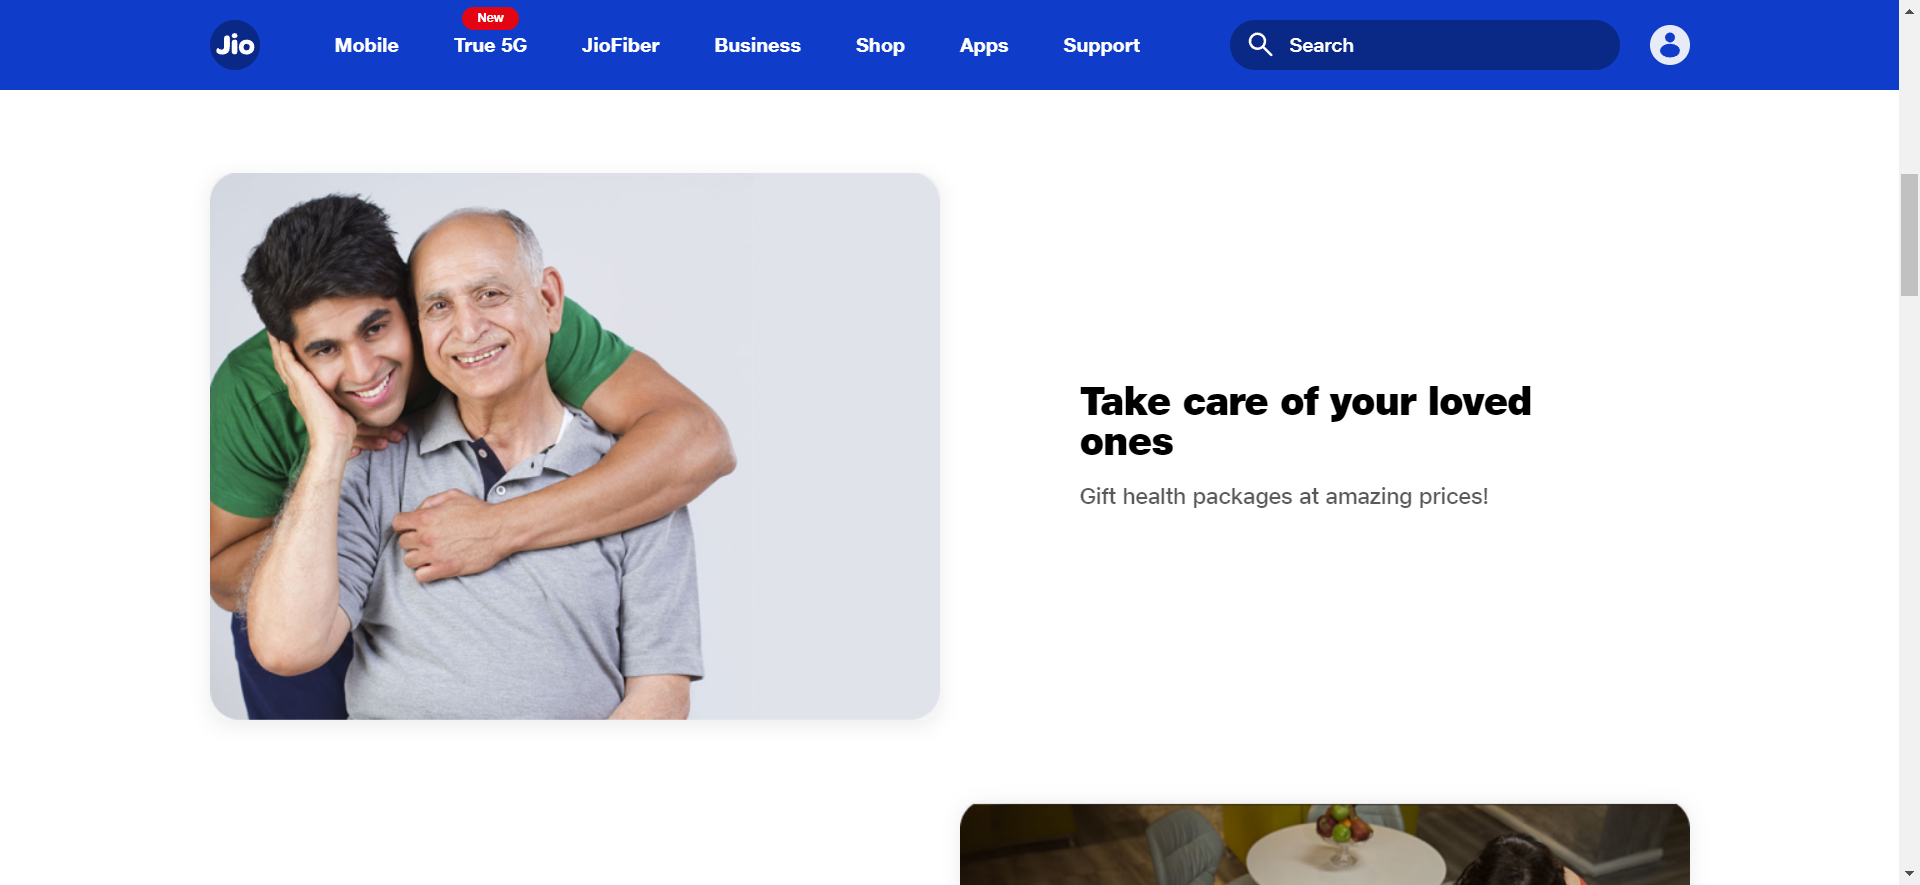 Jio
Mobile
New
True 5G
JioFiber
Business
Shop
Apps
Support
Search
Take care of your loved
ones
Gift health packages at amazing prices!